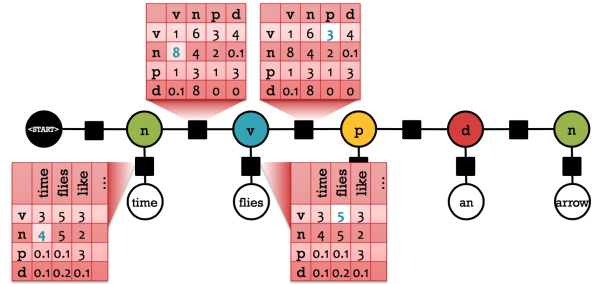 v n p d
v 1 6 3 4
n 8 4 2 0.1
p 1 3 1 3
d 0.1 8 0 0
v n p d
v 1 6 3 4
n 8 4 2 0.1
p 1 3 1 3
d 0.1 8 0 0
<START> n v p d n
time flies like ...
v 3 5 3
n 4 5 2
p 0.1 0.1 3
d 0.1 0.2 0.1
time flies like ...
v 3 5 3
n 4 5 2
p 0.1 0.1 3
d 0.1 0.2 0.1
time flies an arrow